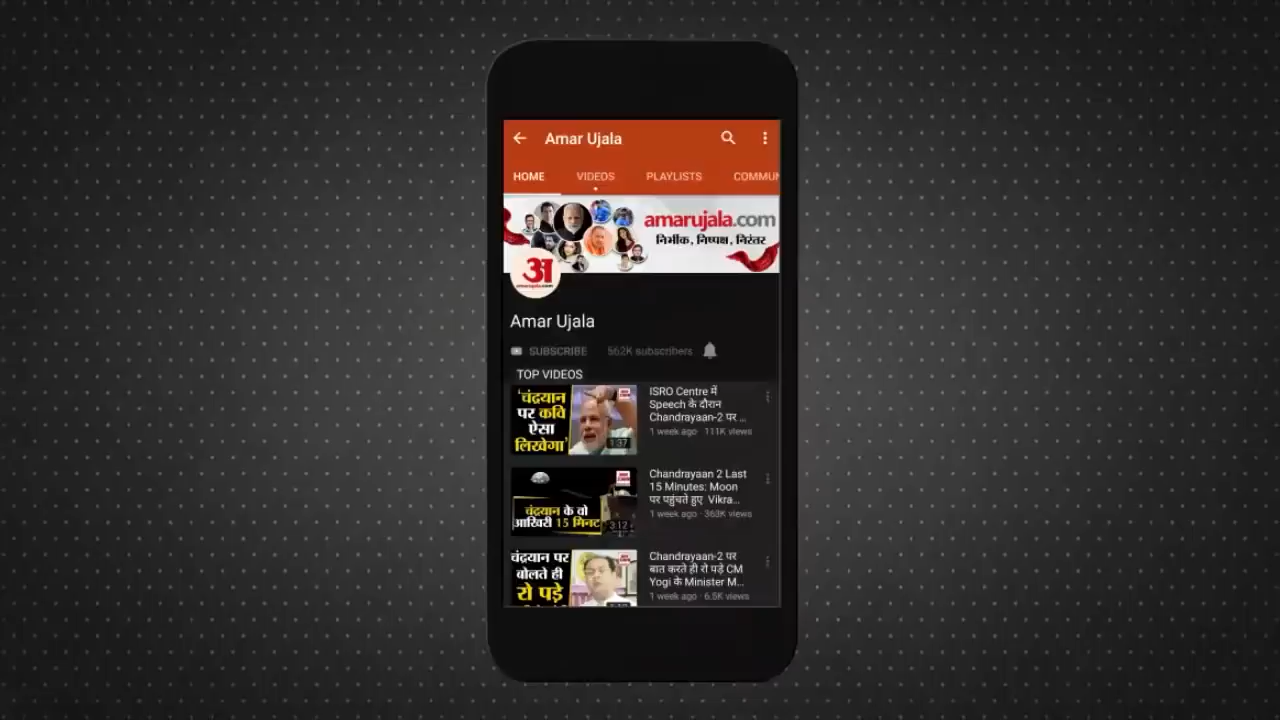 Amar Ujala
HOME VIDEOS PLAYLISTS COMMUN
amarujala.com
निर्भीक, निष्पक्ष, निरंतर
अ
amarujala.com
Amar Ujala
SUBSCRIBE 562K subscribers
TOP VIDEOS
'चंद्रयान
पर कवि
ऐसा
लिखेगा'
1:37
ISRO Centre में
Speech के दौरान
Chandrayaan-2 पर ...
1 week ago · 111K views
चंद्रयान के वो
आखिरी 15 मिनट
3:12
Chandrayaan 2 Last
15 Minutes: Moon
पर पहुंचते हुए Vikra...
1 week ago · 363K views
चंद्रयान पर
बोलते ही
रो पड़े
Chandrayaan-2 पर
बात करते ही रो पड़े CM
Yogi के Minister M...
1 week ago · 6.5K views